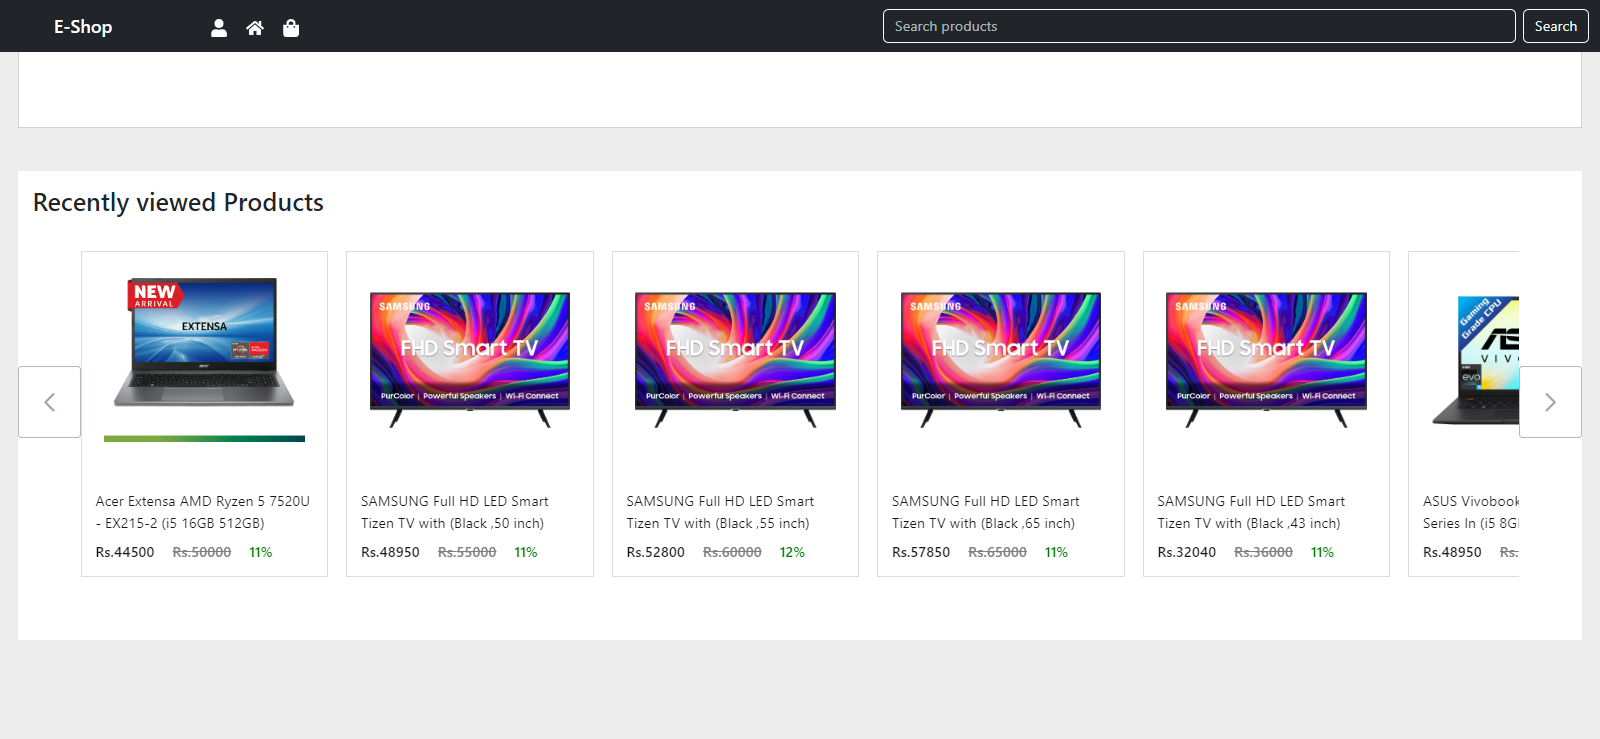 E-Shop
Search products
Search
Recently viewed Products
NEW
ARRIVAL
EXTENSA
acer
Acer Extensa AMD Ryzen 5 7520U
- EX215-2 (i5 16GB 512GB)
Rs.44500 Rs.50000 11%
SAMSUNG
FHD Smart TV
PurColor | Powerful Speakers | Wi-Fi Connect
SAMSUNG Full HD LED Smart
Tizen TV with (Black ,50 inch)
Rs.48950 Rs.55000 11%
SAMSUNG
FHD Smart TV
PurColor | Powerful Speakers | Wi-Fi Connect
SAMSUNG Full HD LED Smart
Tizen TV with (Black ,55 inch)
Rs.52800 Rs.60000 12%
SAMSUNG
FHD Smart TV
PurColor | Powerful Speakers | Wi-Fi Connect
SAMSUNG Full HD LED Smart
Tizen TV with (Black ,65 inch)
Rs.57850 Rs.65000 11%
SAMSUNG
FHD Smart TV
PurColor | Powerful Speakers | Wi-Fi Connect
SAMSUNG Full HD LED Smart
Tizen TV with (Black ,43 inch)
Rs.32040 Rs.36000 11%
Gaming
Grade CPU
evo
ASUS Vivobook
Series In (i5 8G
Rs.48950 Rs.